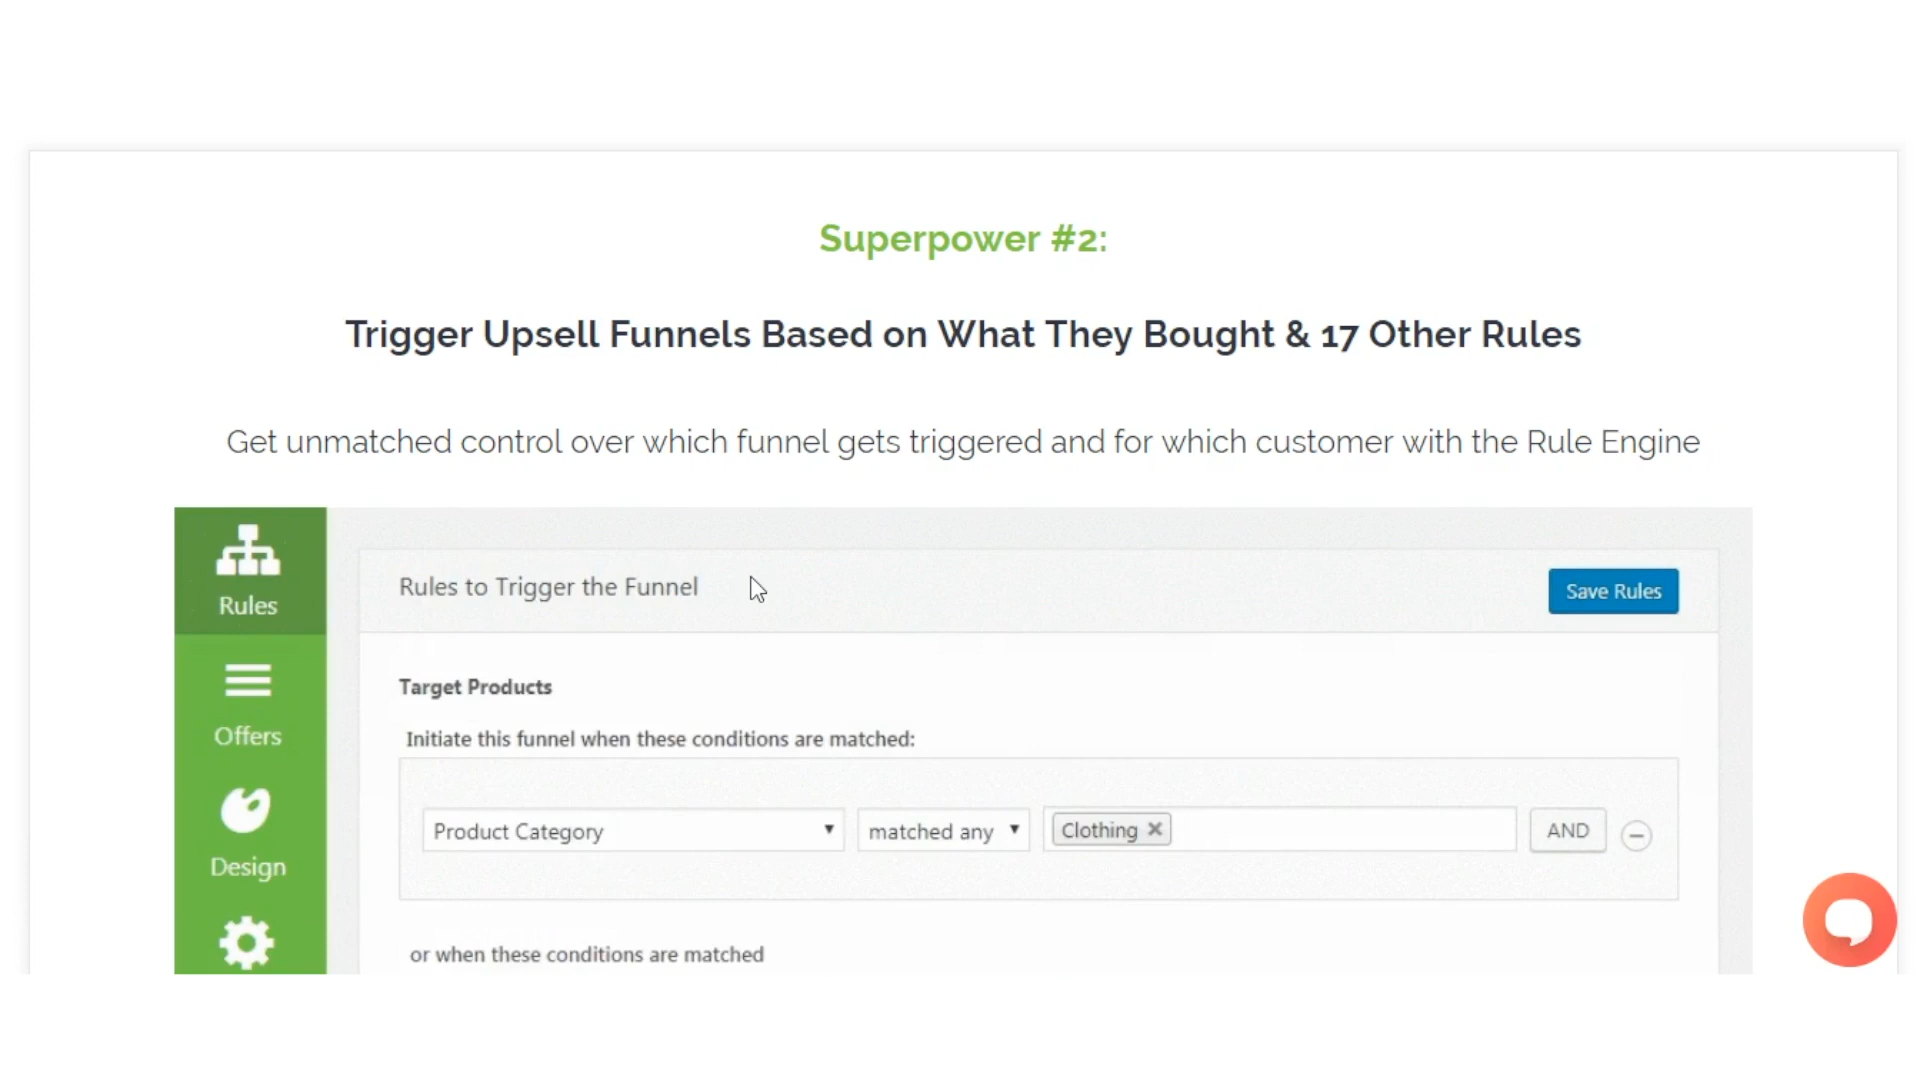 Superpower #2:
Trigger Upsell Funnels Based on What They Bought & 17 Other Rules
Get unmatched control over which funnel gets triggered and for which customer with the Rule Engine
Rules
Rules to Trigger the Funnel
Save Rules
Offers
Target Products
Initiate this funnel when these conditions are matched:
Design
Product Category
matched any
Clothing
AND
or when these conditions are matched